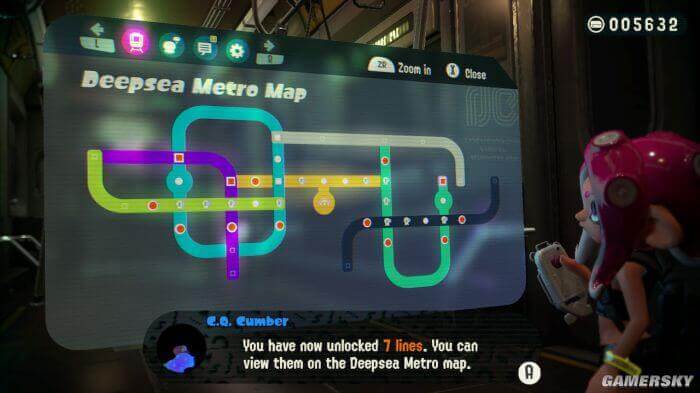 L
R
005632
ZR Zoom in
X Close
Deepsea Metro Map
C.Q. Cumber
You have now unlocked 7 lines. You can
view them on the Deepsea Metro map.
A
GAMERSKY